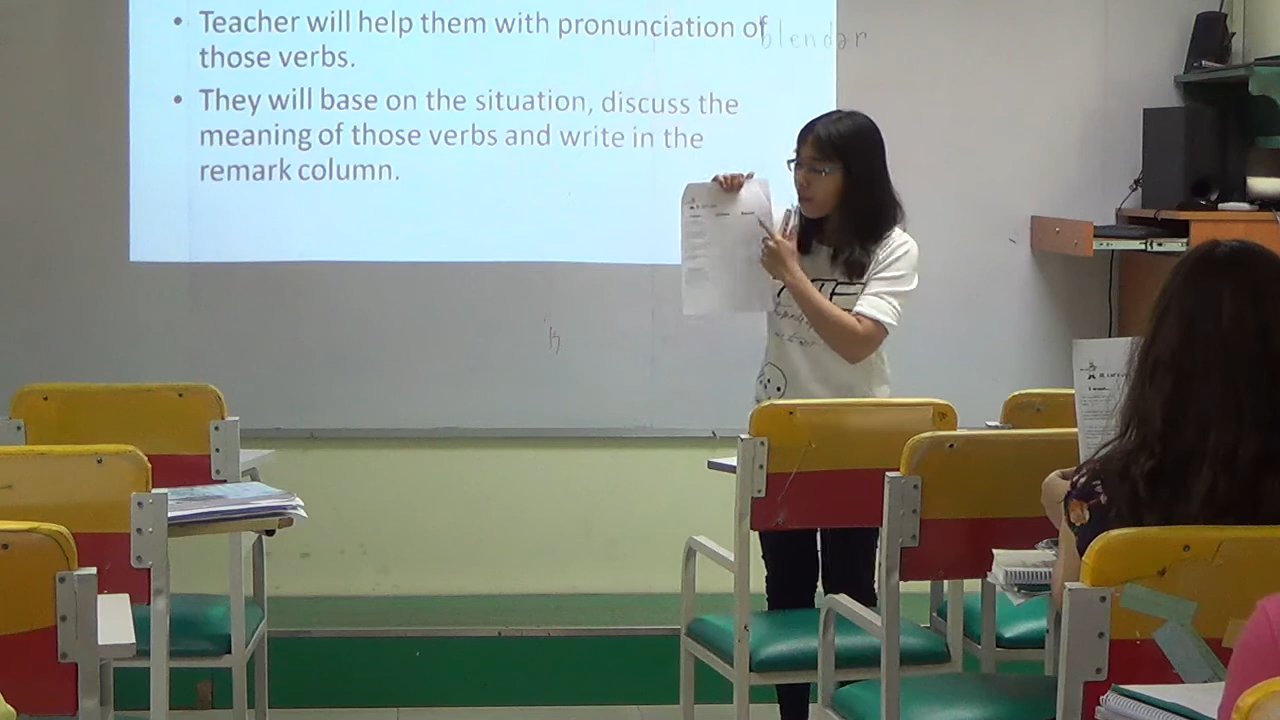 • Teacher will help them with pronunciation of
those verbs.
• They will base on the situation, discuss the
meaning of those verbs and write in the
remark column.
blendər